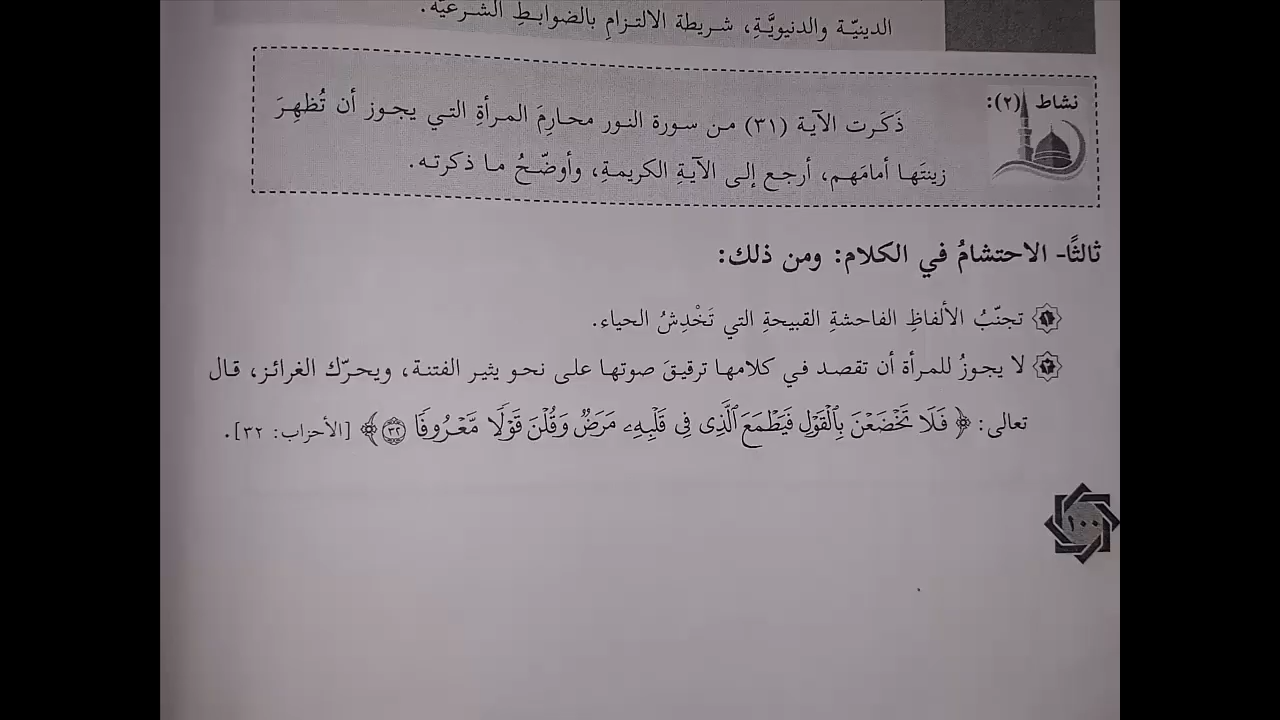 الدينيّة والدنيويَّةِ، شريطة الالتزامِ بالضوابطِ الشرعيّة.
نشاط (٢):
ذَكَرت الآية (٣١) من سورة النور محارِمَ المرأةِ التي يجوز أن تُظهِرَ
زينتَها أمامَهم، أرجع إلى الآيةِ الكريمةِ، وأوضّحُ ما ذكرته.
ثالثًا- الاحتشامُ في الكلام: ومن ذلك:
١ تجنّبُ الألفاظِ الفاحشةِ القبيحةِ التي تَخْدِشُ الحياء.
٢ لا يجوزُ للمرأة أن تقصد في كلامها ترقيقَ صوتها على نحو يثير الفتنة، ويحرّك الغرائز، قال
تعالى: ﴿ فَلَا تَخۡضَعۡنَ بِٱلۡقَوۡلِ فَيَطۡمَعَ ٱلَّذِي فِي قَلۡبِهِۦ مَرَضٞ وَقُلۡنَ قَوۡلٗا مَّعۡرُوفٗا ٣٢ ﴾ [الأحزاب: ٣٢].
١٠٠